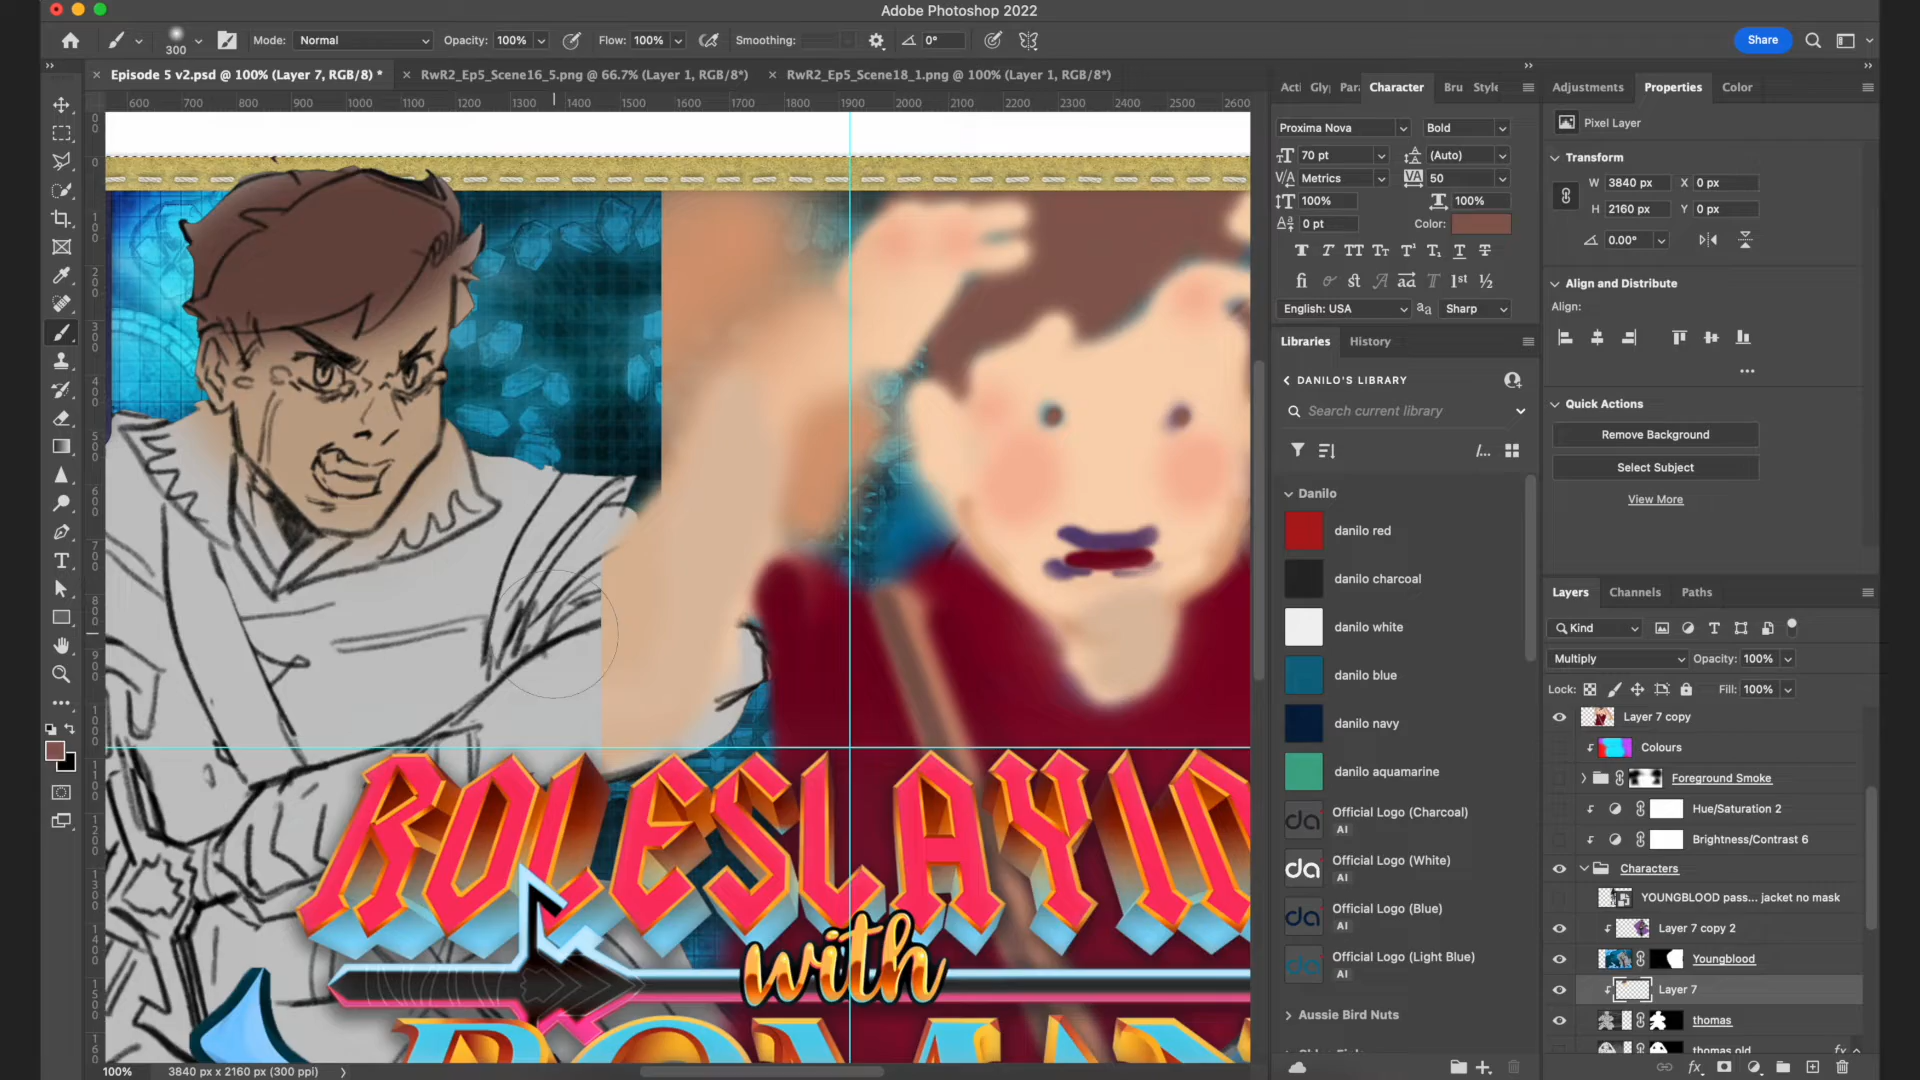 Adobe Photoshop 2022
300
Mode:
Normal
Opacity:
100%
Flow:
100%
Smoothing:
0°
Share
Episode 5 v2.psd @ 100% (Layer 7, RGB/8) *
RwR2_Ep5_Scene16_5.png @ 66.7% (Layer 1, RGB/8*)
RwR2_Ep5_Scene18_1.png @ 100% (Layer 1, RGB/8*)
600 700 800 900 1000 1100 1200 1300 1400 1500 1600 1700 1800 1900 2000 2100 2200 2300 2400 2500 2600
ROLESLAYIN
with
ROMAN
100%
3840 px x 2160 px (300 ppi)
Acti
Gly
Para
Character
Bru
Style
Proxima Nova
Bold
70 pt
(Auto)
Metrics
50
100%
100%
0 pt
Color:
English: USA
Sharp
Libraries
History
DANILO'S LIBRARY
Search current library
Danilo
danilo red
danilo charcoal
danilo white
danilo blue
danilo navy
danilo aquamarine
Official Logo (Charcoal)
AI
Official Logo (White)
AI
Official Logo (Blue)
AI
Official Logo (Light Blue)
AI
Aussie Bird Nuts
Adjustments
Properties
Color
Pixel Layer
Transform
W 3840 px X 0 px
H 2160 px Y 0 px
0.00°
Align and Distribute
Align:
Quick Actions
Remove Background
Select Subject
View More
Layers
Channels
Paths
Kind
Multiply
Opacity: 100%
Lock:
Fill: 100%
Layer 7 copy
Colours
Foreground Smoke
Hue/Saturation 2
Brightness/Contrast 6
Characters
YOUNGBLOOD pass... jacket no mask
Layer 7 copy 2
Youngblood
Layer 7
thomas
thomas old
fx